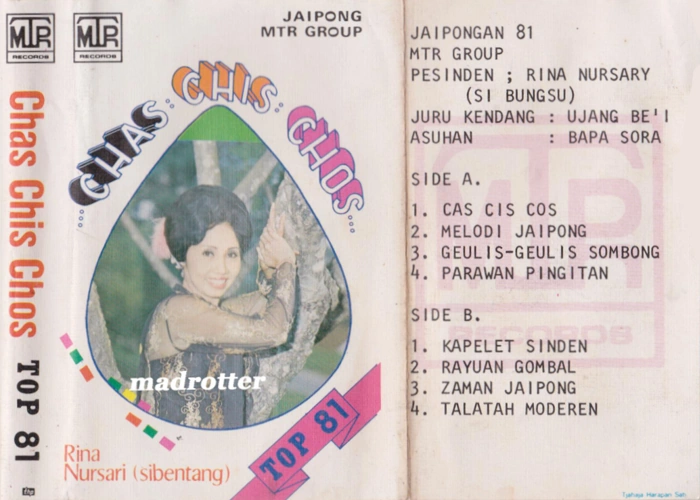 MTR
RECORDS
Chas Chis Chos TOP 81
MTR
RECORDS
JAIPONG
MTR GROUP
...CHAS..CHIS..CHOS...
madrotter
TOP 81
Rina
Nursari (sibentang)
JAIPONGAN 81
MTR GROUP
PESINDEN ; RINA NURSARY
(SI BUNGSU)
JURU KENDANG : UJANG BE'I
ASUHAN : BAPA SORA
SIDE A.
1. CAS CIS COS
2. MELODI JAIPONG
3. GEULIS-GEULIS SOMBONG
4. PARAWAN PINGITAN
SIDE B.
1. KAPELET SINDEN
2. RAYUAN GOMBAL
3. ZAMAN JAIPONG
4. TALATAH MODEREN
MTR
RECORDS